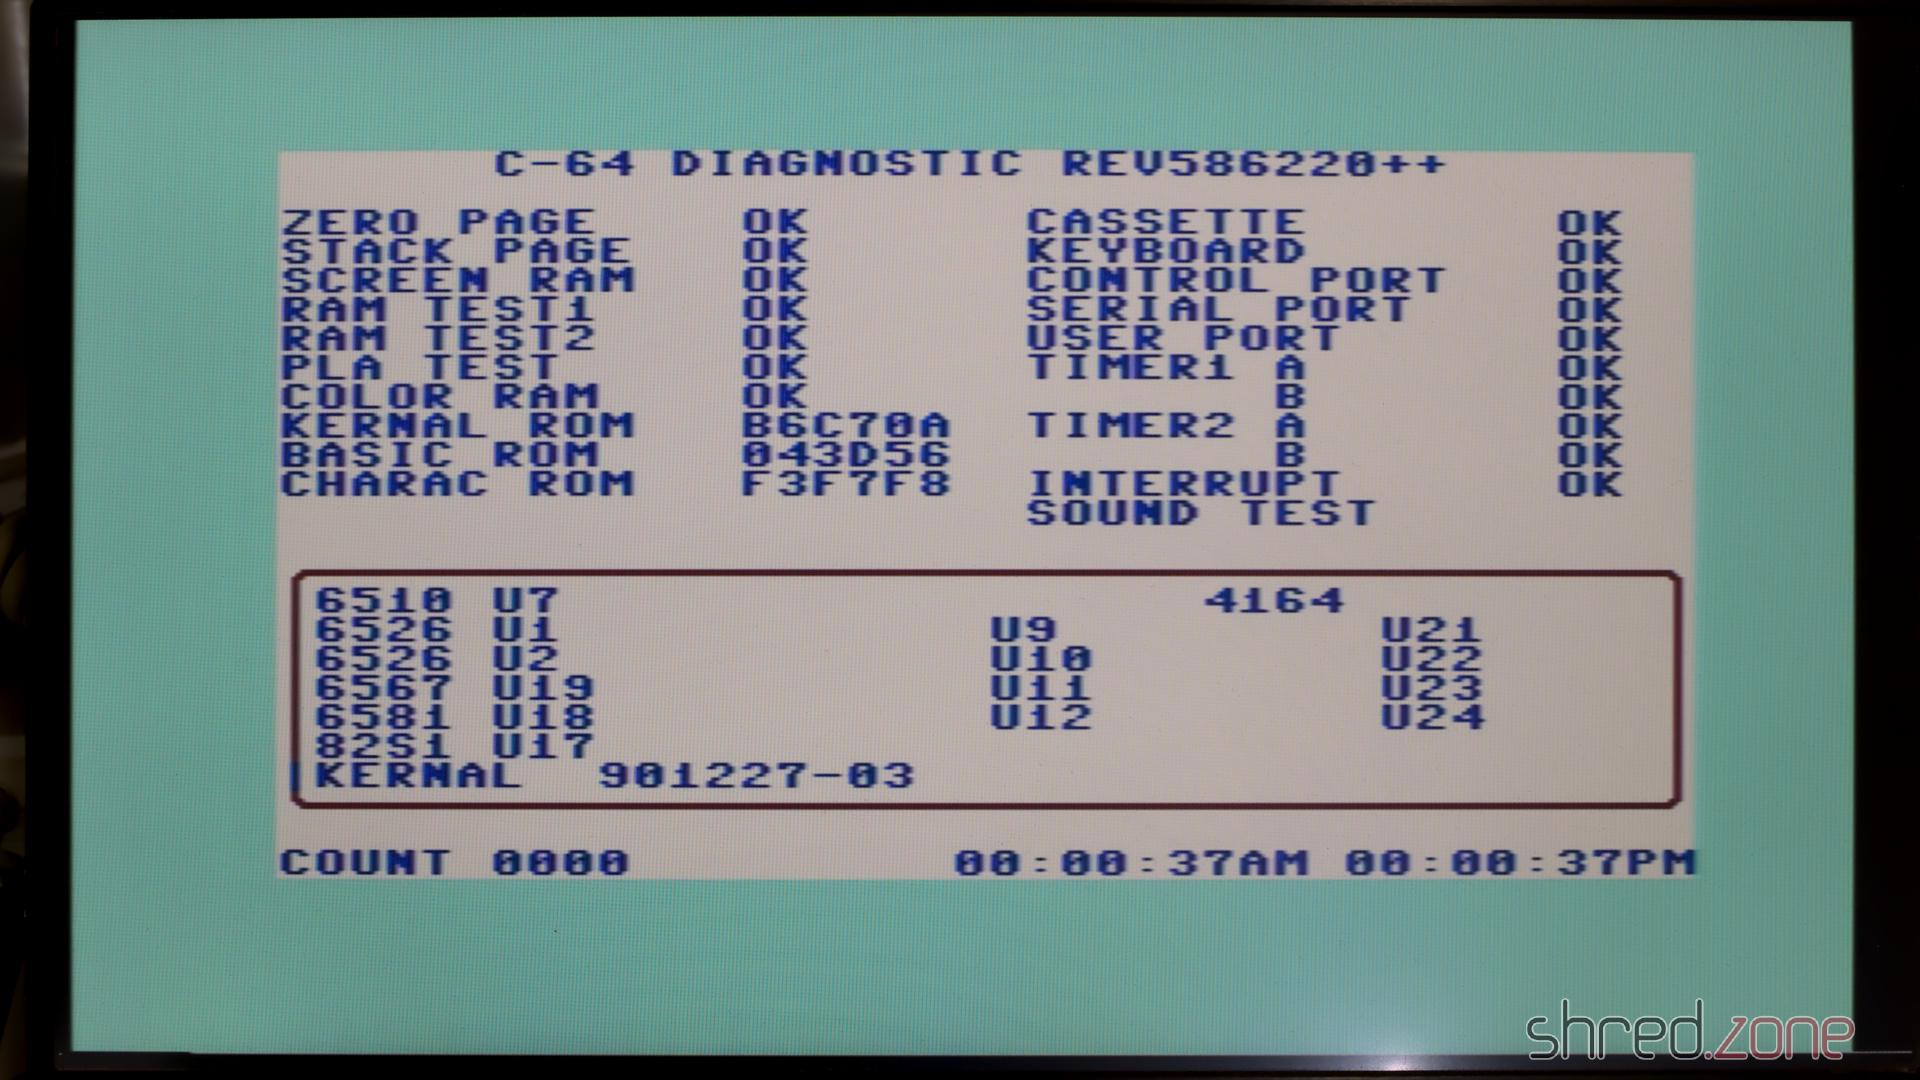 C-64 DIAGNOSTIC REV586220++
ZERO PAGE OK CASSETTE OK
STACK PAGE OK KEYBOARD OK
SCREEN RAM OK CONTROL PORT OK
RAM TEST1 OK SERIAL PORT OK
RAM TEST2 OK USER PORT OK
PLA TEST OK TIMER1 A OK
COLOR RAM OK B OK
KERNAL ROM B6C70A TIMER2 A OK
BASIC ROM 043D56 B OK
CHARAC ROM F3F7F8 INTERRUPT OK
SOUND TEST
6510 U7 4164
6526 U1 U9 U21
6526 U2 U10 U22
6567 U19 U11 U23
6581 U18 U12 U24
82S1 U17
KERNAL 901227-03
COUNT 0000 00:00:37AM 00:00:37PM
shred.zone